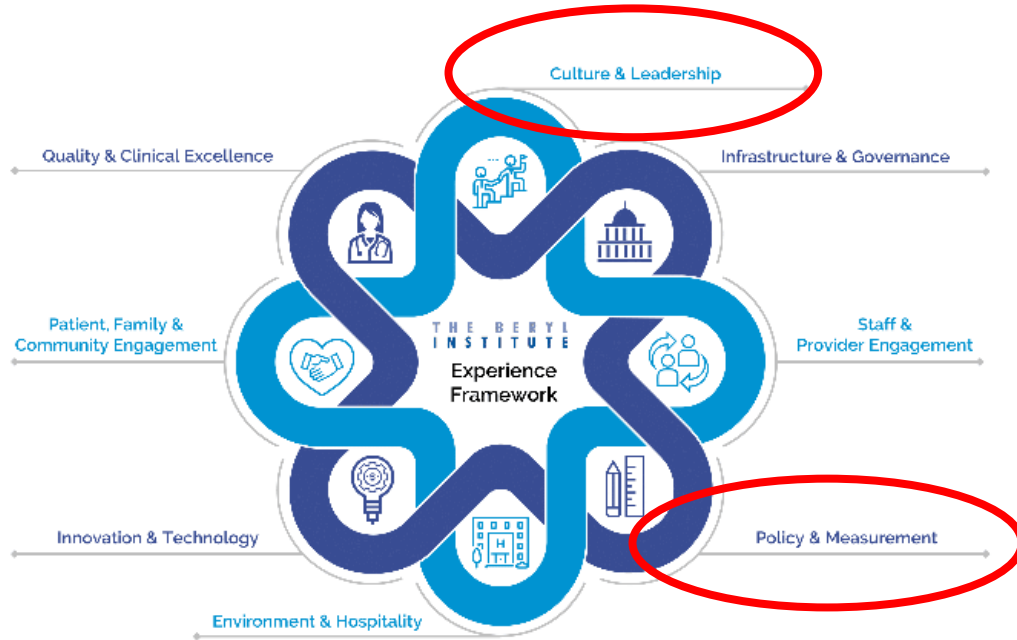 Culture & Leadership
Quality & Clinical Excellence
Infrastructure & Governance
Patient, Family &
Community Engagement
THE BERYL
INSTITUTE
Experience
Framework
Staff &
Provider Engagement
Innovation & Technology
H
Policy & Measurement
Environment & Hospitality